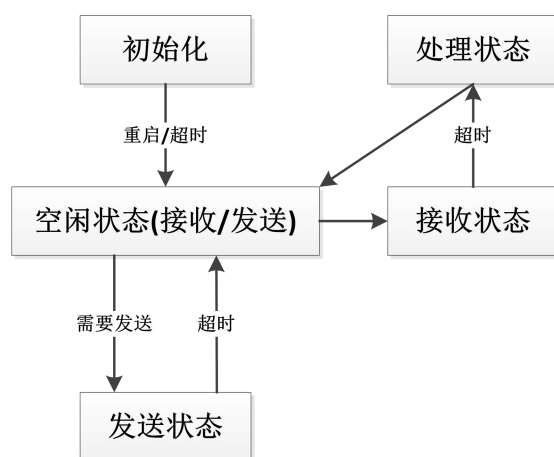 初始化
处理状态
重启/超时
超时
空闲状态(接收/发送)
接收状态
需要发送
超时
发送状态